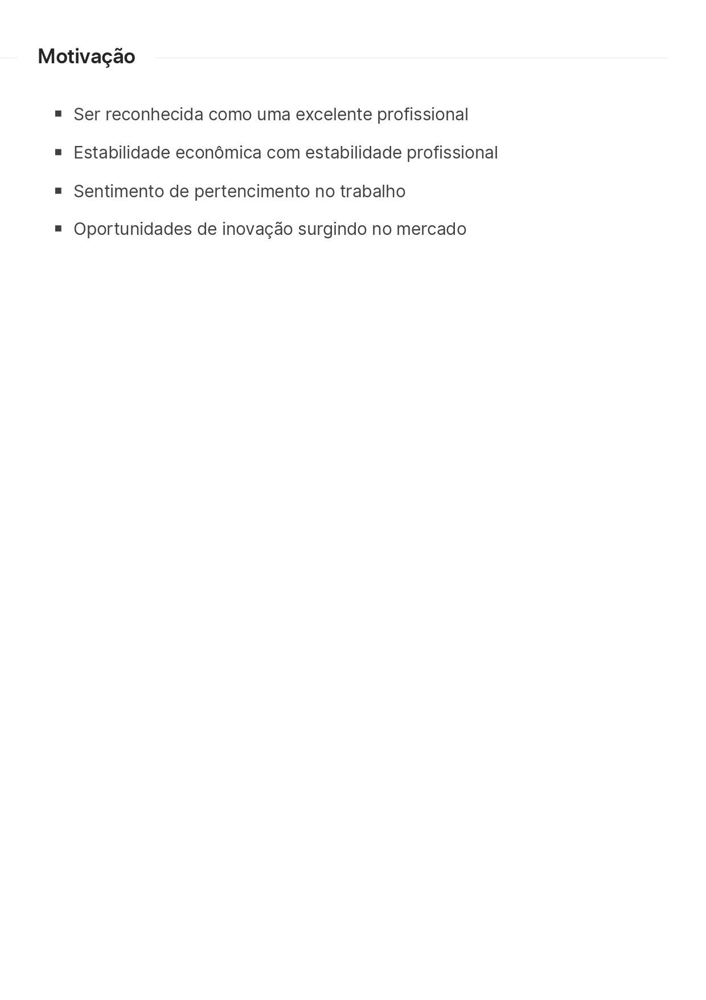 Motivação
▪ Ser reconhecida como uma excelente profissional
▪ Estabilidade econômica com estabilidade profissional
▪ Sentimento de pertencimento no trabalho
▪ Oportunidades de inovação surgindo no mercado